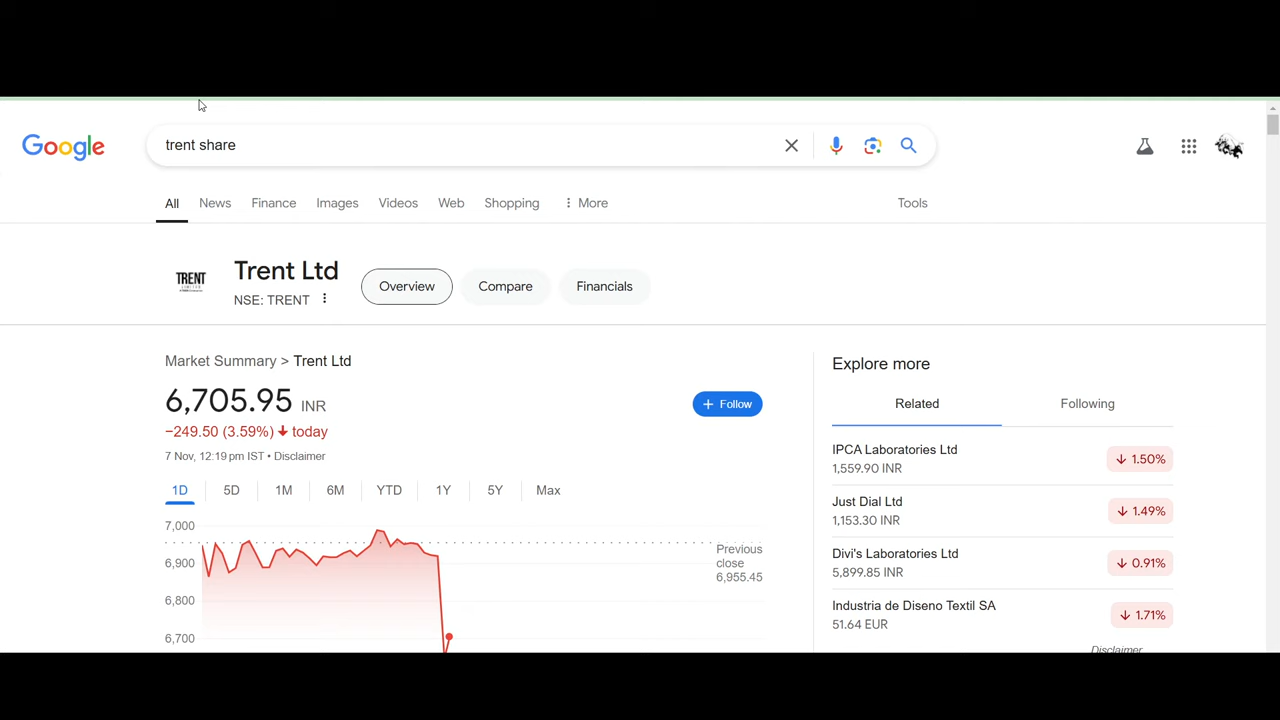 Google
trent share
All News Finance Images Videos Web Shopping More Tools
TRENT
Trent Ltd
NSE: TRENT
Overview Compare Financials
Market Summary > Trent Ltd
6,705.95 INR
+ Follow
−249.50 (3.59%) ↓ today
7 Nov, 12:19 pm IST • Disclaimer
1D 5D 1M 6M YTD 1Y 5Y Max
7,000
6,900
6,800
6,700
Previous
close
6,955.45
Explore more
Related Following
IPCA Laboratories Ltd
1,559.90 INR
↓ 1.50%
Just Dial Ltd
1,153.30 INR
↓ 1.49%
Divi's Laboratories Ltd
5,899.85 INR
↓ 0.91%
Industria de Diseno Textil SA
51.64 EUR
↓ 1.71%
Disclaimer